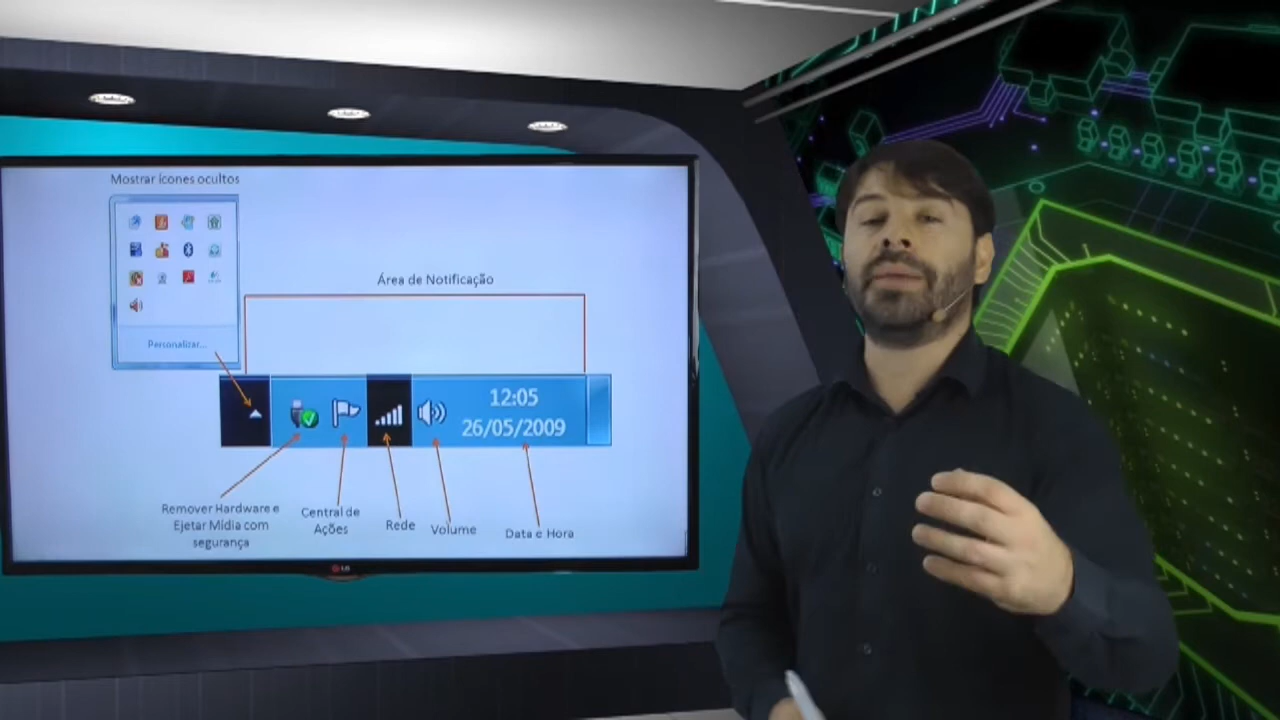 Mostrar ícones ocultos
Área de Notificação
Personalizar...
12:05
26/05/2009
Remover Hardware e
Ejetar Mídia com
segurança
Central de
Ações
Rede
Volume
Data e Hora
LG